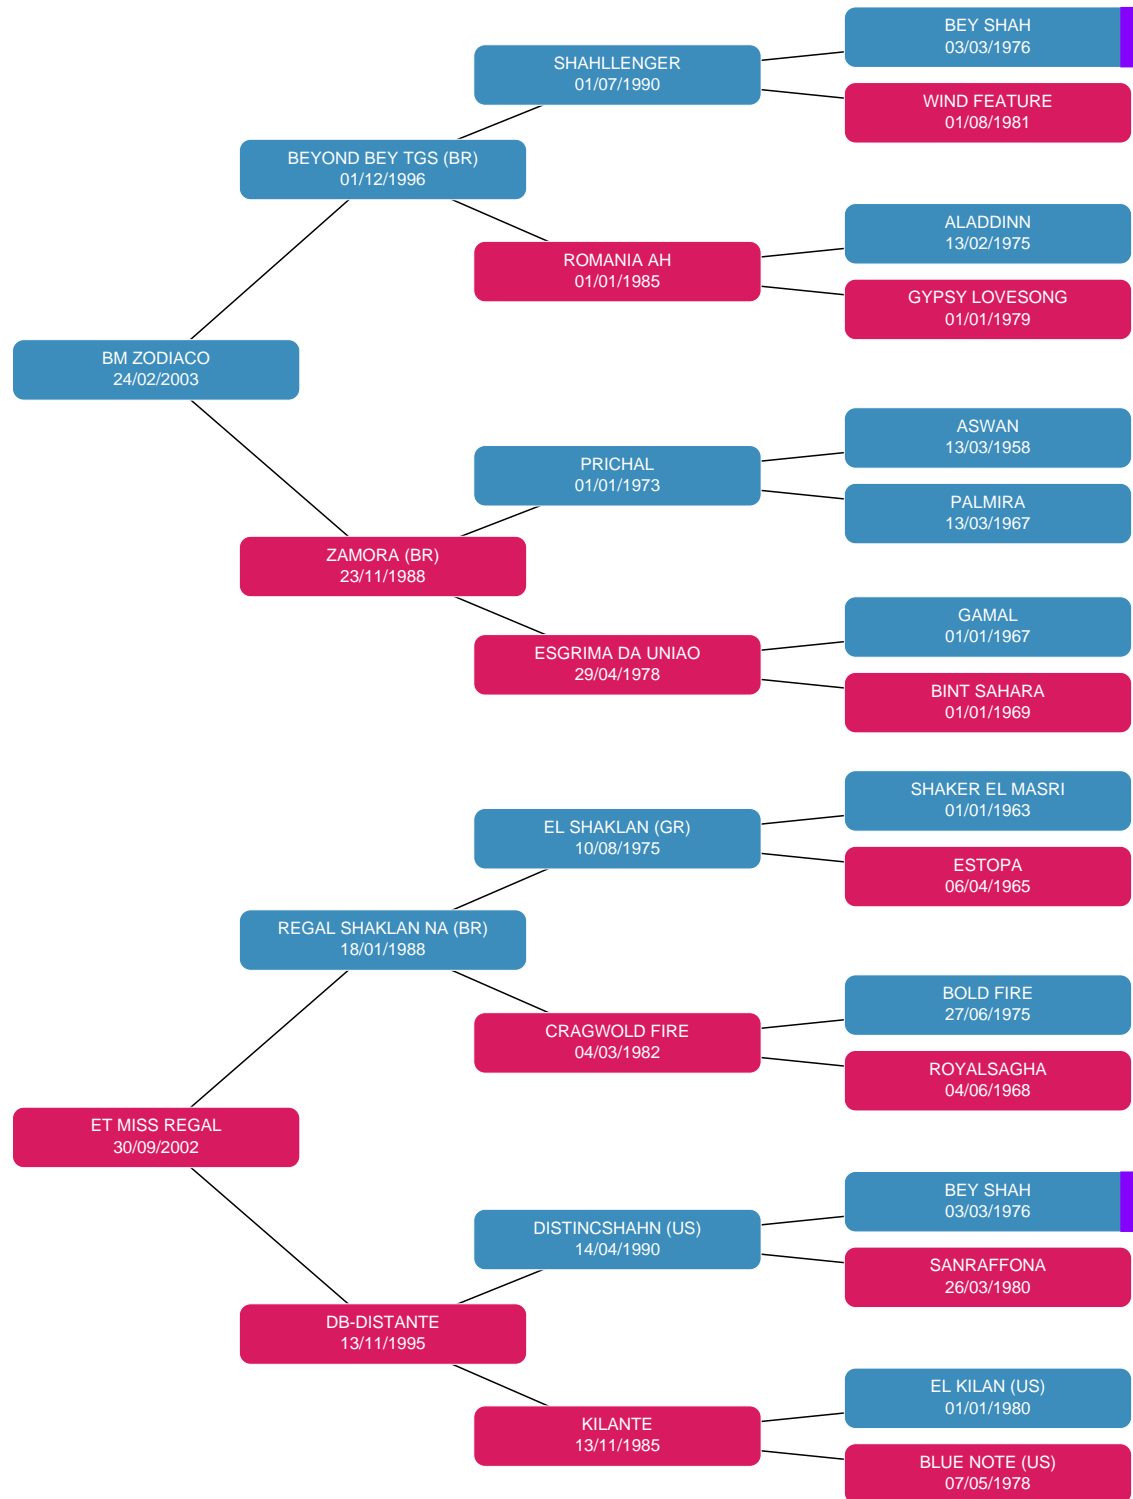 BEY SHAH
03/03/1976
SHAHLLENGER
01/07/1990
WIND FEATURE
01/08/1981
BEYOND BEY TGS (BR)
01/12/1996
ALADDINN
13/02/1975
ROMANIA AH
01/01/1985
GYPSY LOVESONG
01/01/1979
BM ZODIACO
24/02/2003
ASWAN
13/03/1958
PRICHAL
01/01/1973
PALMIRA
13/03/1967
ZAMORA (BR)
23/11/1988
GAMAL
01/01/1967
ESGRIMA DA UNIAO
29/04/1978
BINT SAHARA
01/01/1969
SHAKER EL MASRI
01/01/1963
EL SHAKLAN (GR)
10/08/1975
ESTOPA
06/04/1965
REGAL SHAKLAN NA (BR)
18/01/1988
BOLD FIRE
27/06/1975
CRAGWOLD FIRE
04/03/1982
ROYALSAGHA
04/06/1968
ET MISS REGAL
30/09/2002
BEY SHAH
03/03/1976
DISTINCSHAHN (US)
14/04/1990
SANRAFFONA
26/03/1980
DB-DISTANTE
13/11/1995
EL KILAN (US)
01/01/1980
KILANTE
13/11/1985
BLUE NOTE (US)
07/05/1978